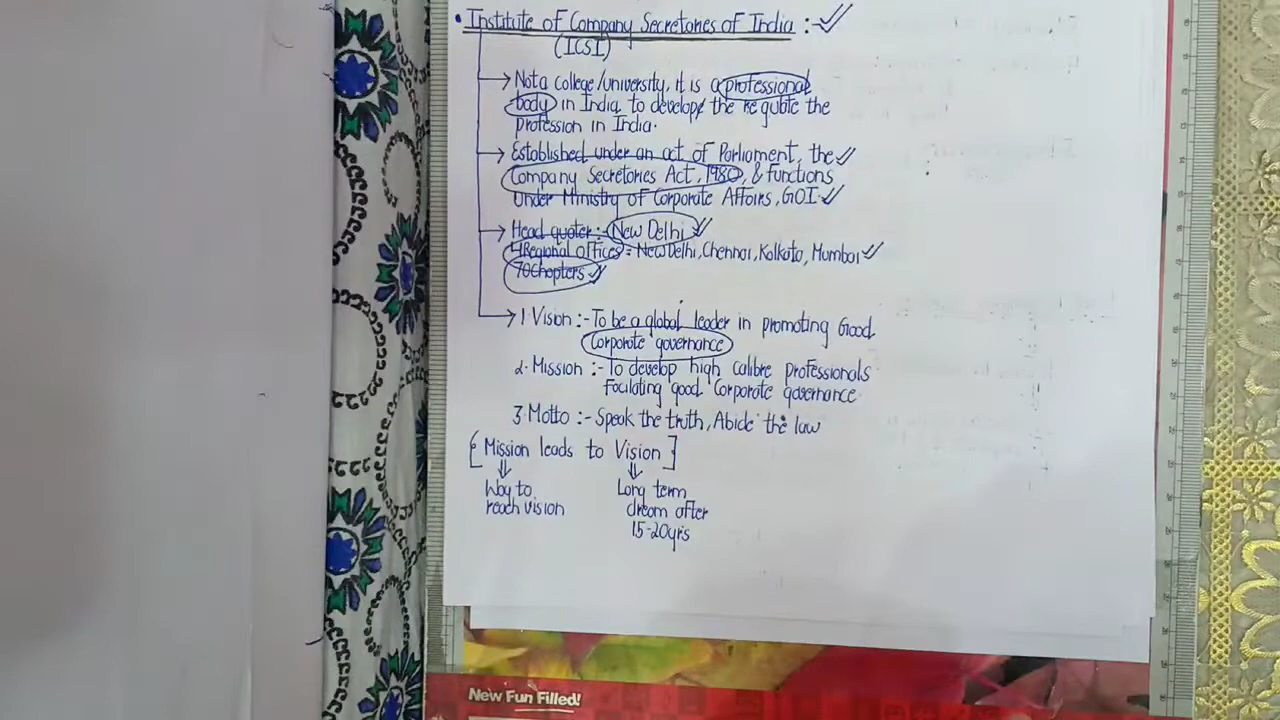 • Institute of Company Secretaries of India :-
(ICSI)
→ Not a college/university, it is a professional
body in India to develop the regulate the
profession in India.
→ Established under an act of Parliament, the
Company Secretaries Act, 1980, & functions
under Ministry of Corporate Affairs, GOI.
→ Head quater :- New Delhi
4 Regional offices :- New Delhi, Chennai, Kolkata, Mumbai
70 Chapters
→ 1 Vision :- To be a global leader in promoting Good
Corporate governance
2. Mission :- To develop high calibre professionals
Facilating good Corporate governance
3. Motto :- Speak the truth, Abide the law
[Mission leads to Vision]
Way to
reach vision
Long term
dream after
15-20yrs
New Fun Filled!